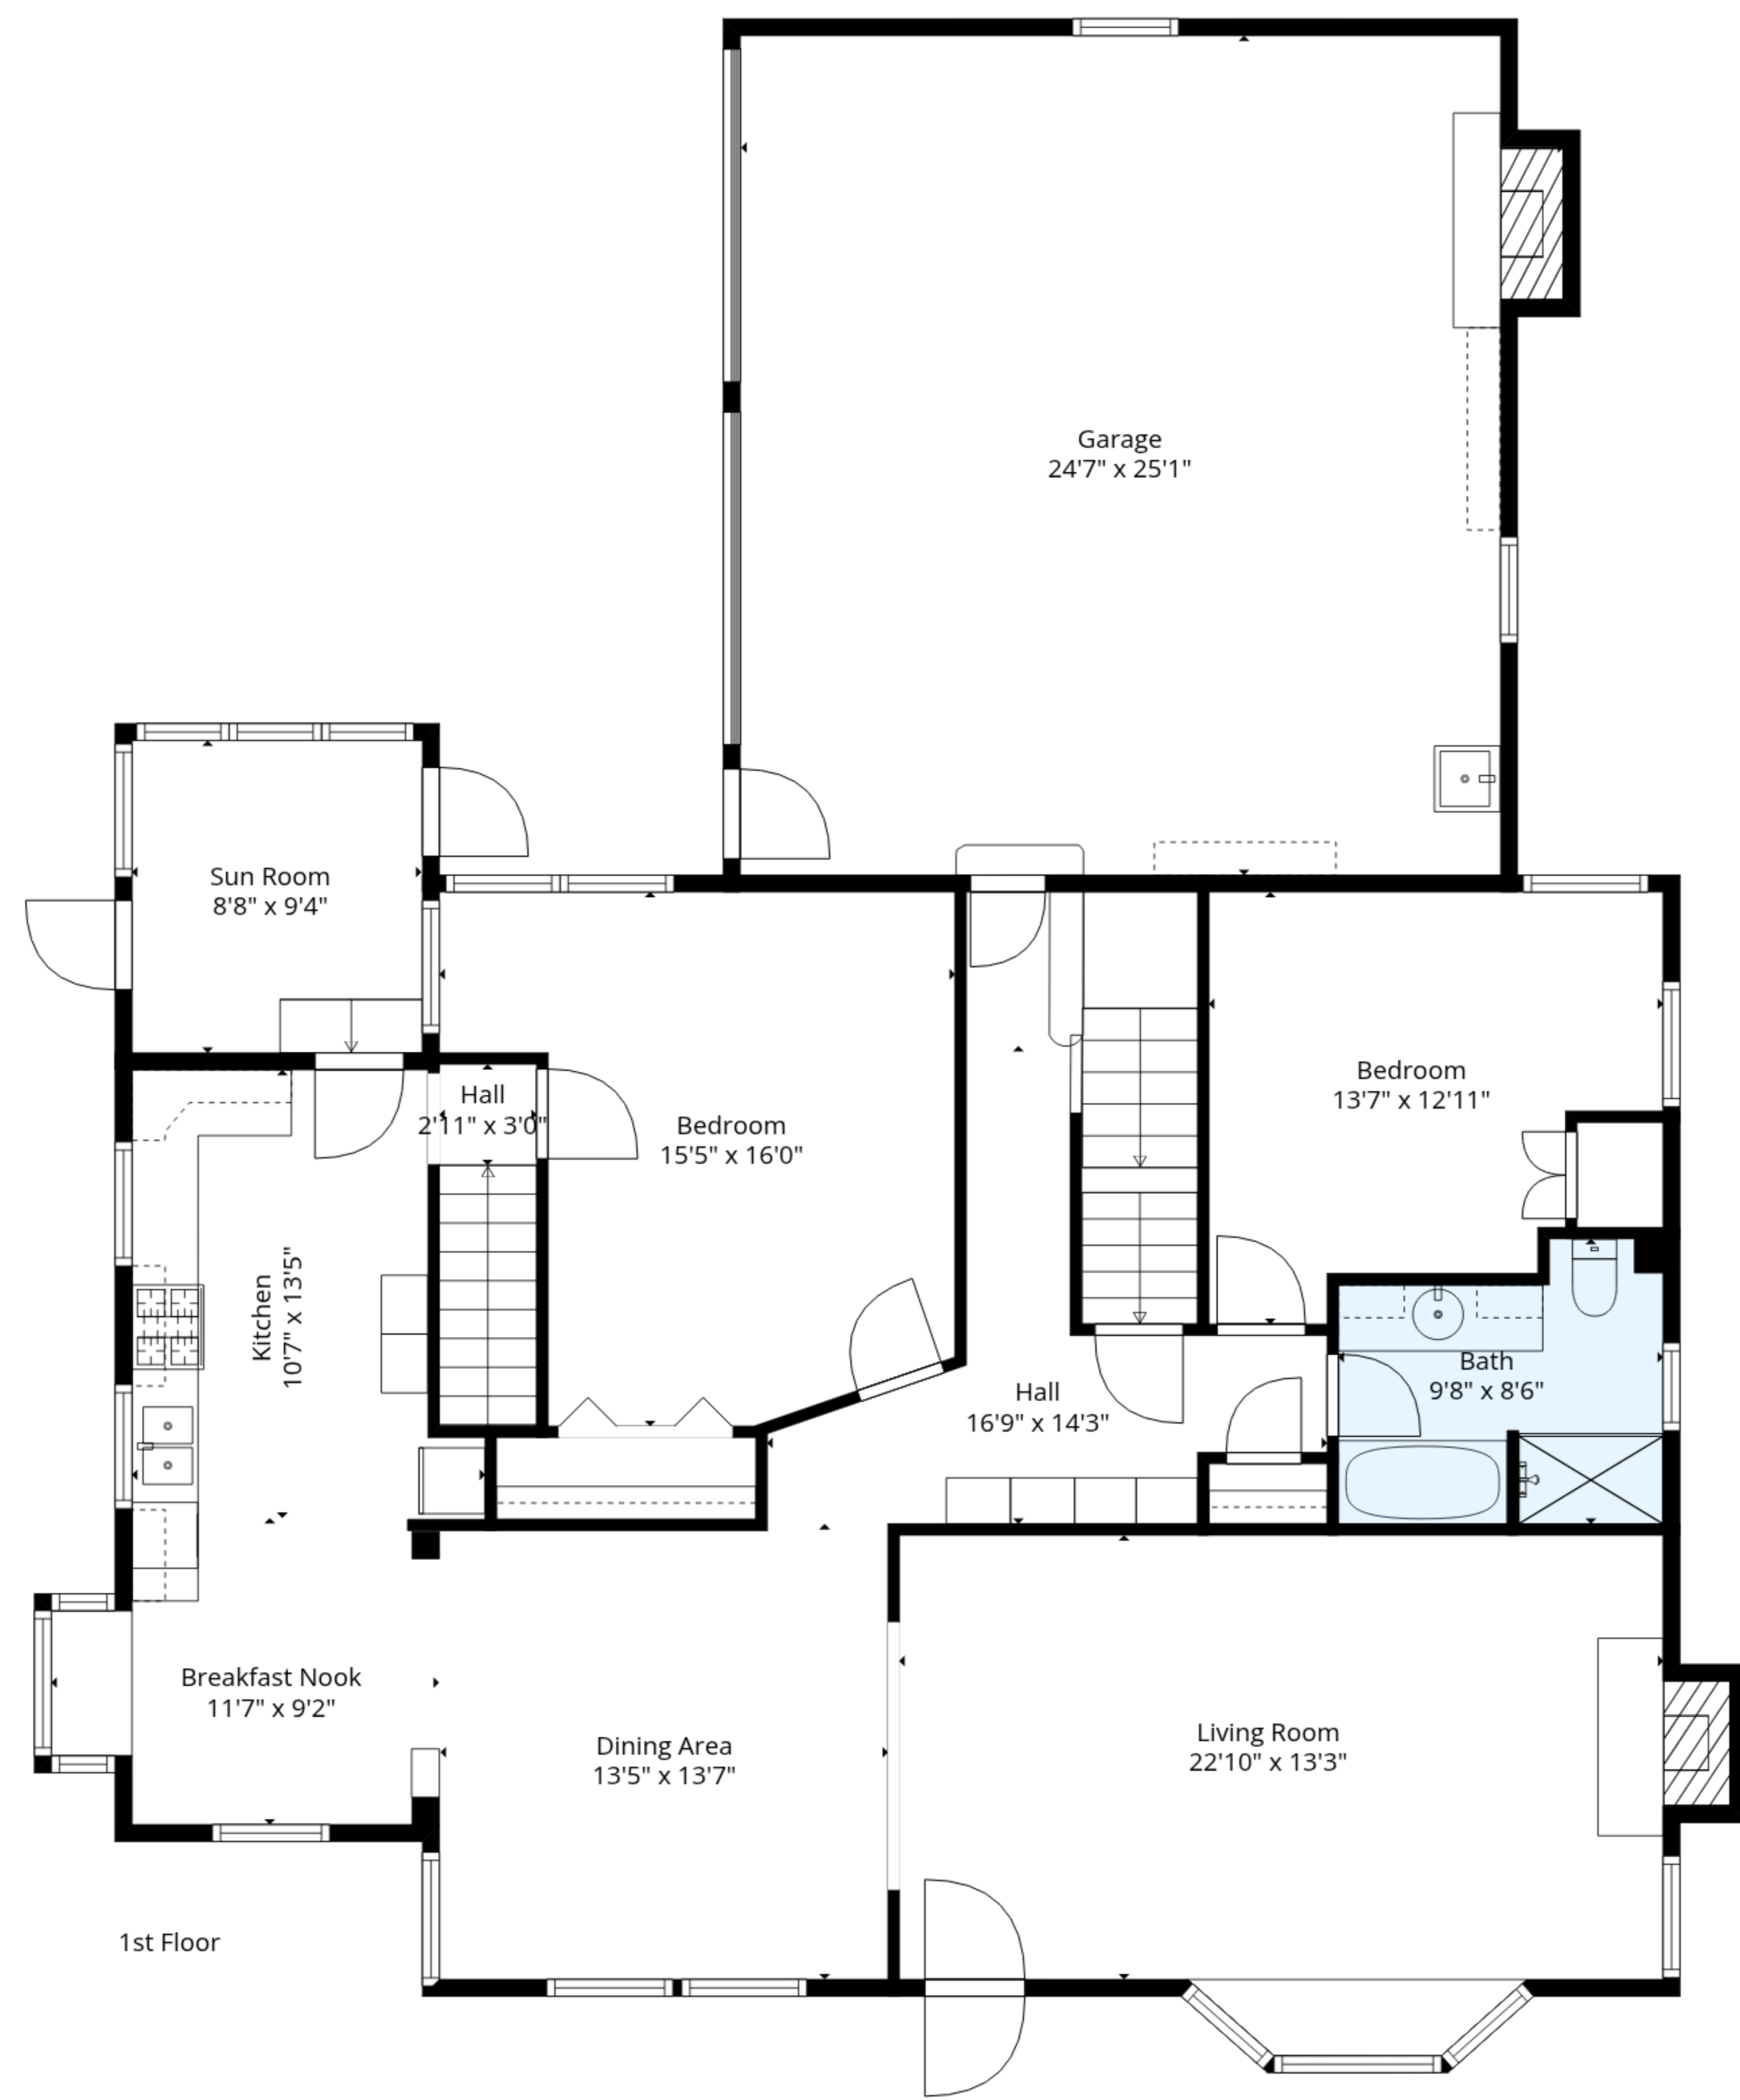 Garage
24'7" x 25'1"
Sun Room
8'8" x 9'4"
Hall
2'11" x 3'0"
Bedroom
15'5" x 16'0"
Bedroom
13'7" x 12'11"
Kitchen
10'7" x 13'5"
Hall
16'9" x 14'3"
Bath
9'8" x 8'6"
Breakfast Nook
11'7" x 9'2"
Dining Area
13'5" x 13'7"
Living Room
22'10" x 13'3"
1st Floor